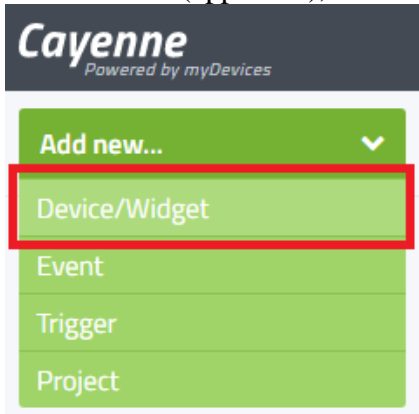 Cayenne
Powered by myDevices
Add new...
Device/Widget
Event
Trigger
Project